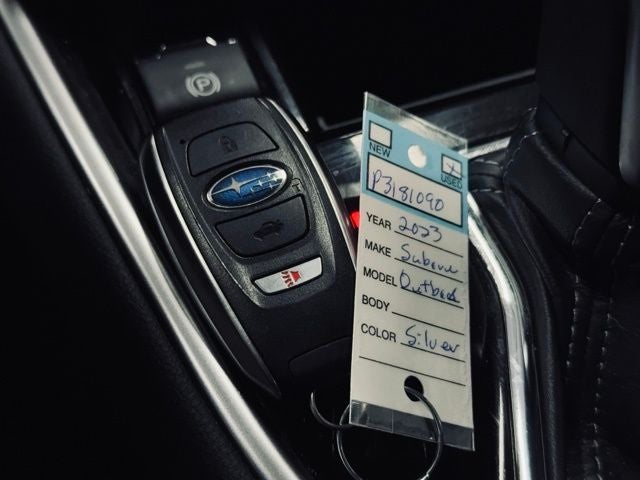 P
NEW
USED
P3181090
YEAR 2023
MAKE Subaru
MODEL Outback
BODY
COLOR Silver